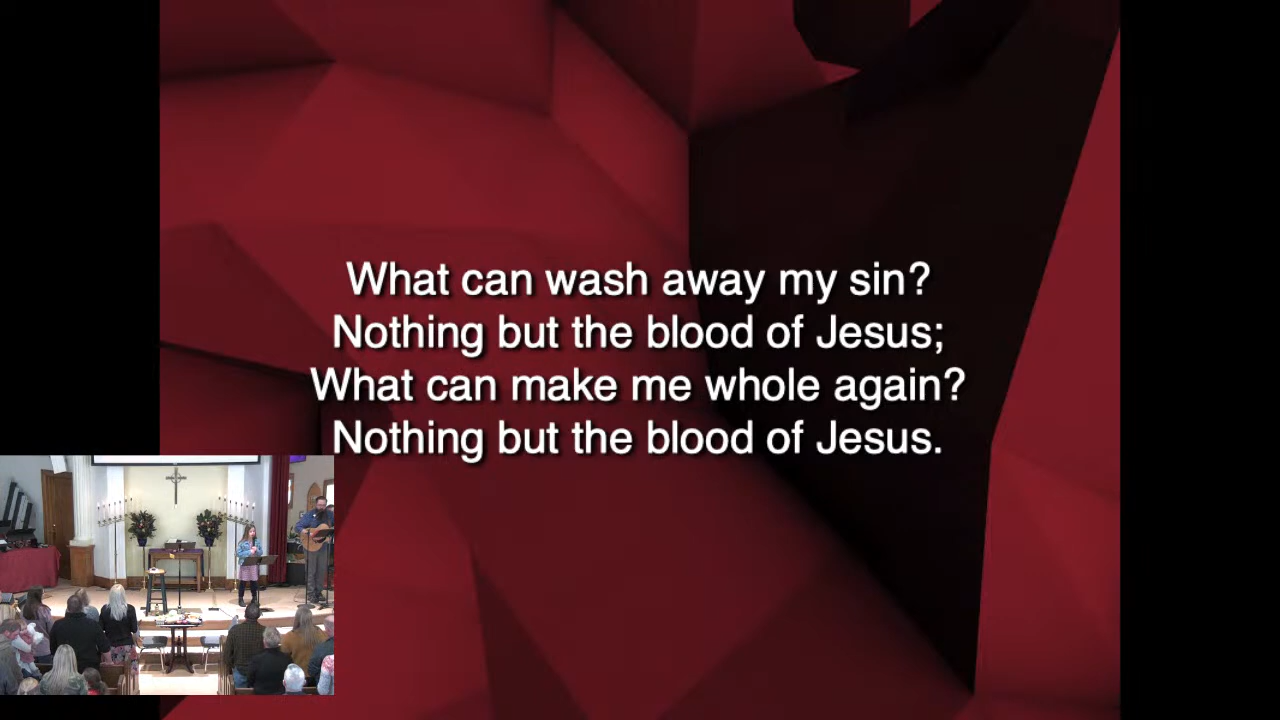 What can wash away my sin?
Nothing but the blood of Jesus;
What can make me whole again?
Nothing but the blood of Jesus.